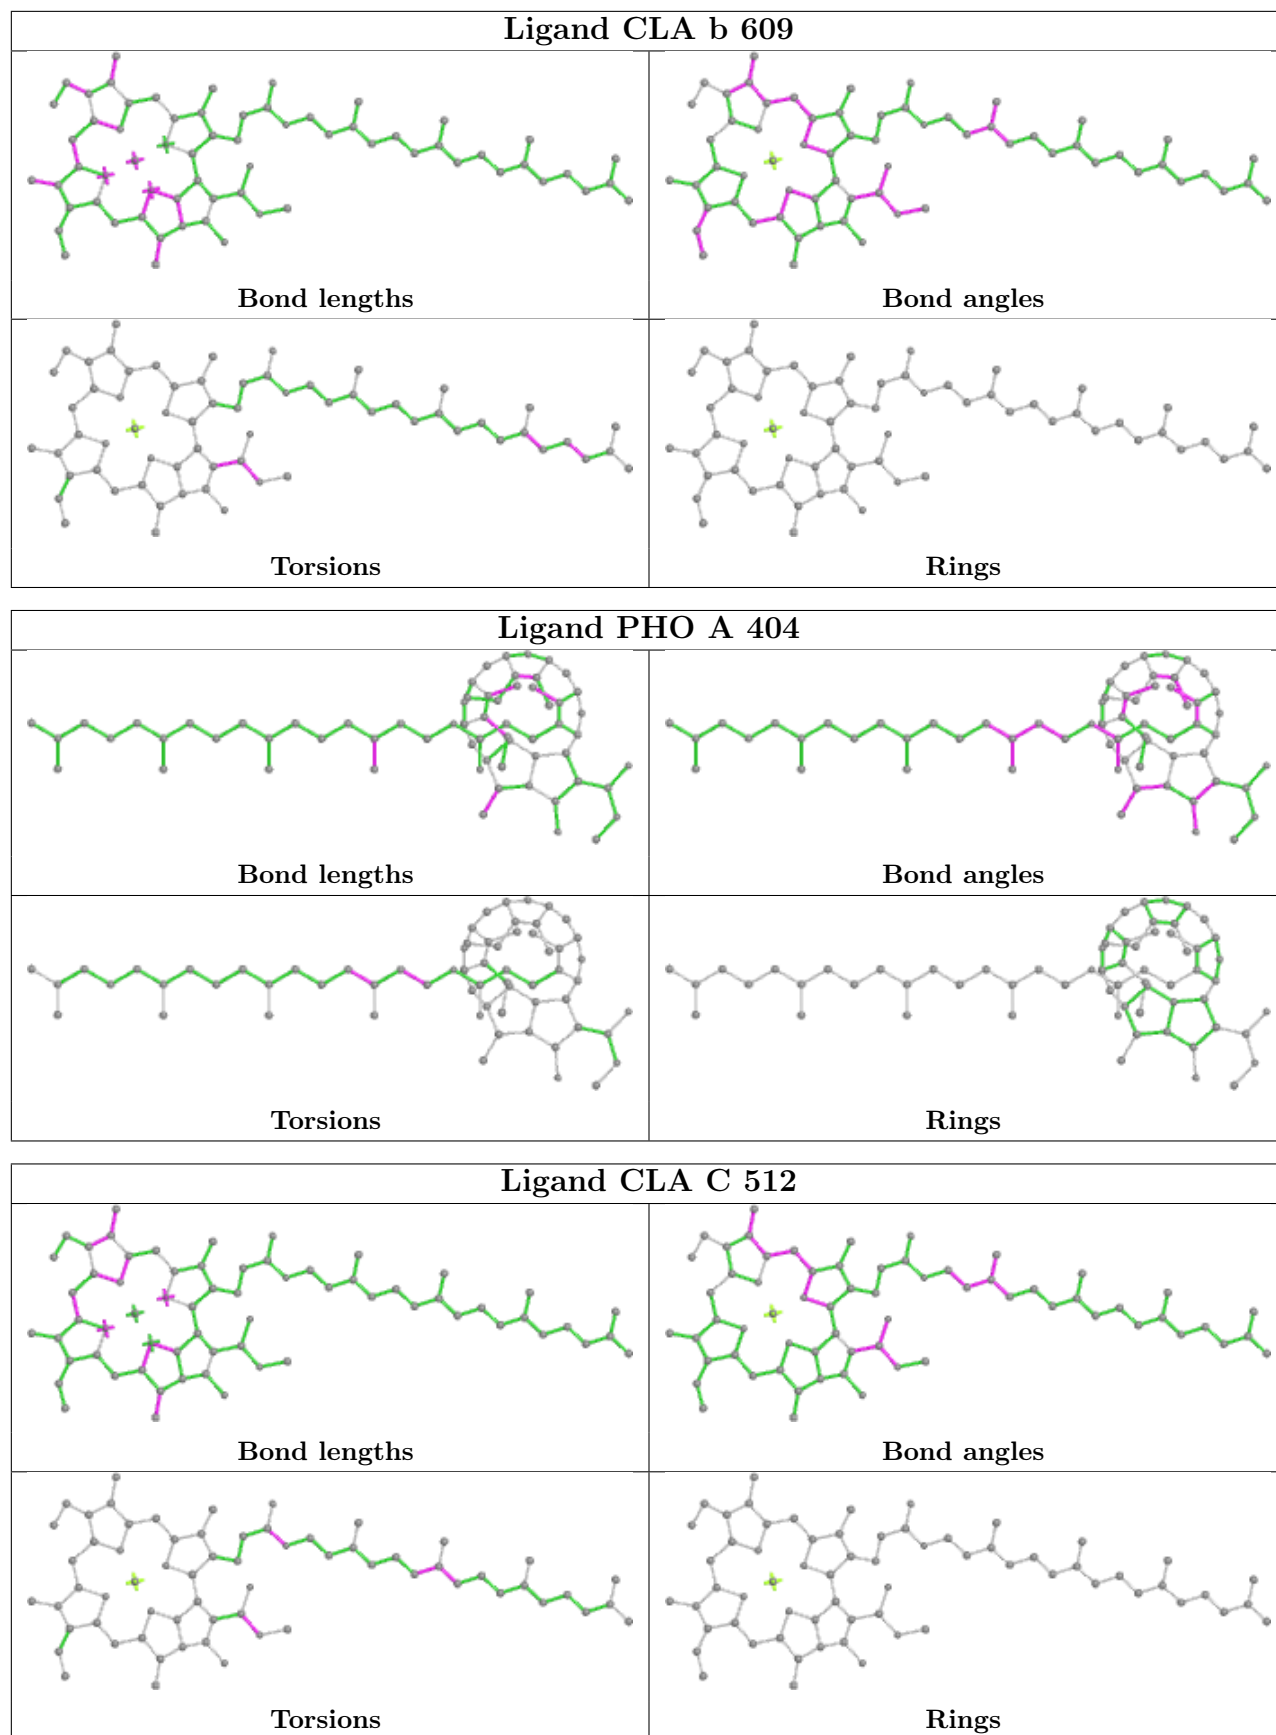 Ligand CLA b 609
Bond lengths
Bond angles
Torsions
Rings
Ligand PHO A 404
Bond lengths
Bond angles
Torsions
Rings
Ligand CLA C 512
Bond lengths
Bond angles
Torsions
Rings